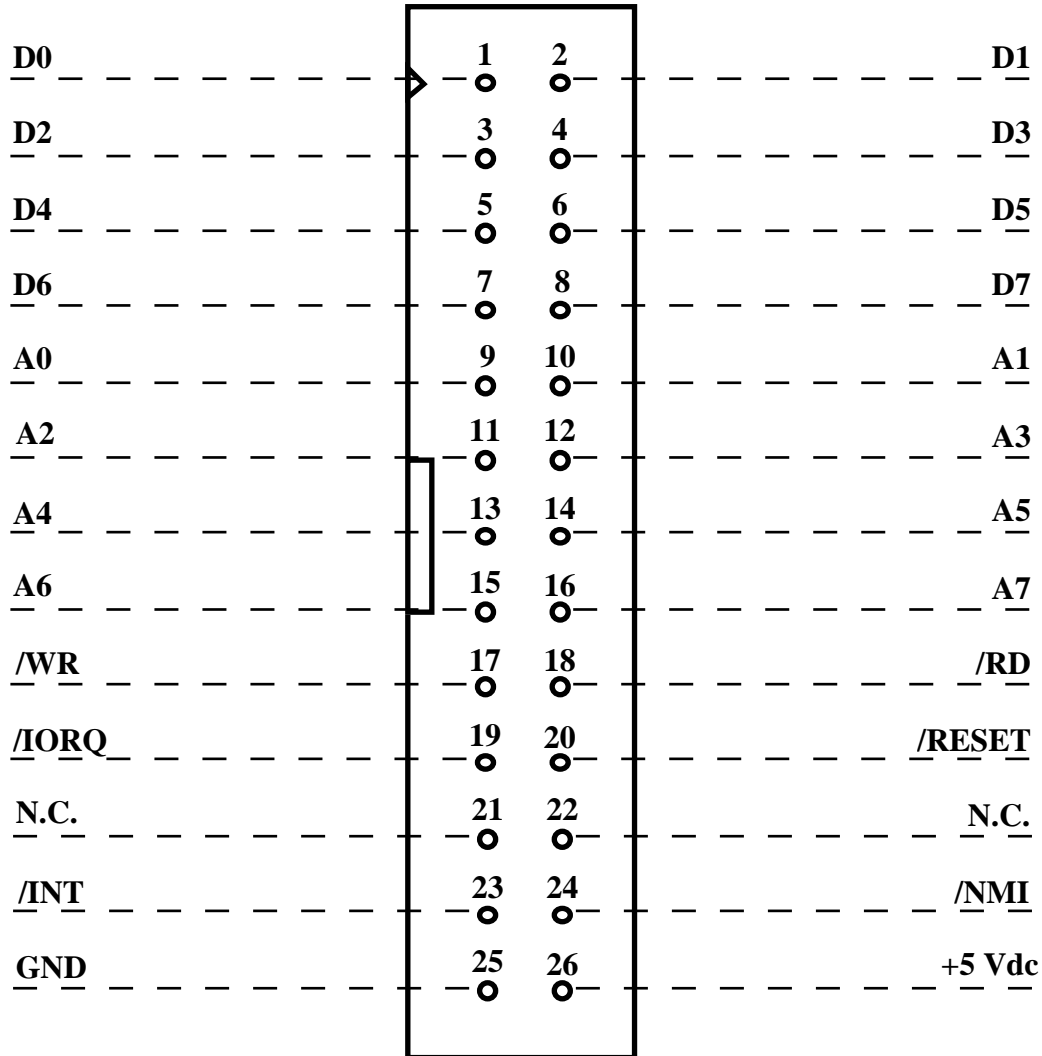 D0 1 2 D1
D2 3 4 D3
D4 5 6 D5
D6 7 8 D7
A0 9 10 A1
A2 11 12 A3
A4 13 14 A5
A6 15 16 A7
/WR 17 18 /RD
/IORQ 19 20 /RESET
N.C. 21 22 N.C.
/INT 23 24 /NMI
GND 25 26 +5 Vdc